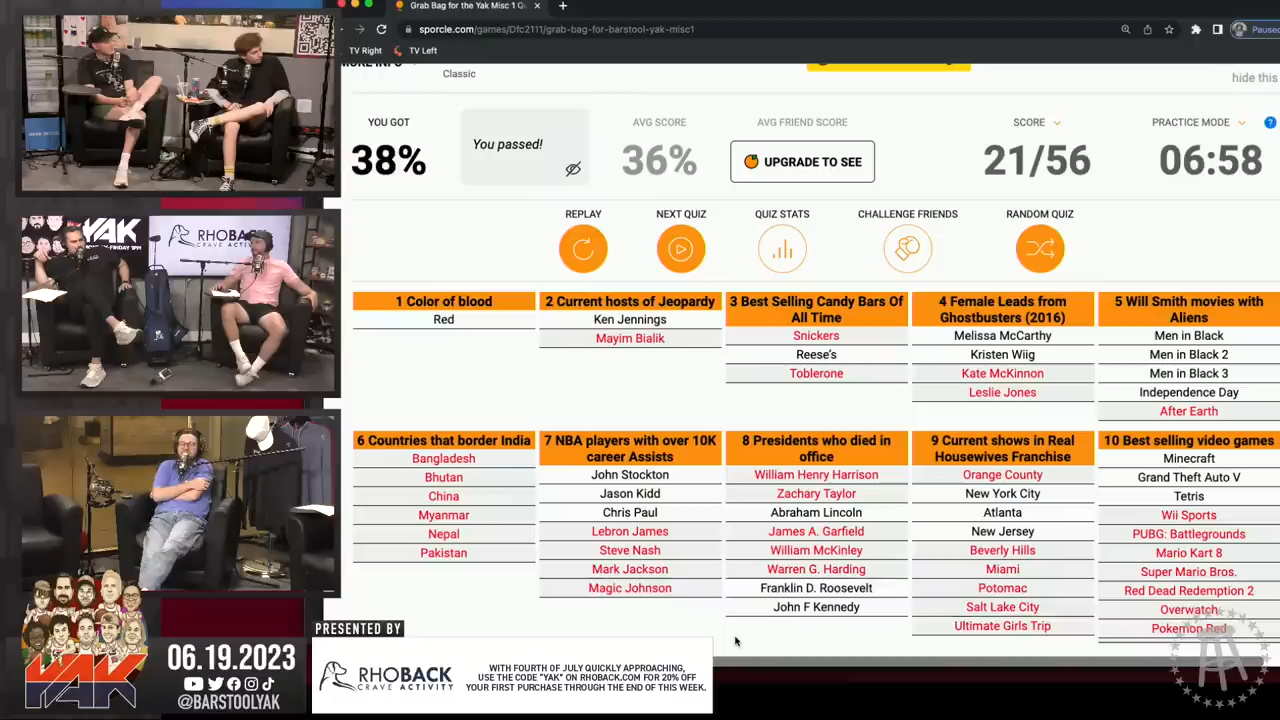 Grab Bag for the Yak Misc 1 Q
sporcle.com/games/Dfc2111/grab-bag-for-barstool-yak-misc1
Paused
TV Right
TV Left
Classic
hide this
YOU GOT
38%
You passed!
AVG SCORE
36%
AVG FRIEND SCORE
UPGRADE TO SEE
SCORE
21/56
PRACTICE MODE
06:58
?
REPLAY
NEXT QUIZ
QUIZ STATS
CHALLENGE FRIENDS
RANDOM QUIZ
1 Color of blood
Red
2 Current hosts of Jeopardy
Ken Jennings
Mayim Bialik
3 Best Selling Candy Bars Of
All Time
Snickers
Reese's
Toblerone
4 Female Leads from
Ghostbusters (2016)
Melissa McCarthy
Kristen Wiig
Kate McKinnon
Leslie Jones
5 Will Smith movies with
Aliens
Men in Black
Men in Black 2
Men in Black 3
Independence Day
After Earth
6 Countries that border India
Bangladesh
Bhutan
China
Myanmar
Nepal
Pakistan
7 NBA players with over 10K
career Assists
John Stockton
Jason Kidd
Chris Paul
Lebron James
Steve Nash
Mark Jackson
Magic Johnson
8 Presidents who died in
office
William Henry Harrison
Zachary Taylor
Abraham Lincoln
James A. Garfield
William McKinley
Warren G. Harding
Franklin D. Roosevelt
John F Kennedy
9 Current shows in Real
Housewives Franchise
Orange County
New York City
Atlanta
New Jersey
Beverly Hills
Miami
Potomac
Salt Lake City
Ultimate Girls Trip
10 Best selling video games
Minecraft
Grand Theft Auto V
Tetris
Wii Sports
PUBG: Battlegrounds
Mario Kart 8
Super Mario Bros.
Red Dead Redemption 2
Overwatch
Pokemon Red
YAK
RHOBACK
CRAVE ACTIVITY
YAK
06.19.2023
@BARSTOOLYAK
PRESENTED BY
RHOBACK
CRAVE ACTIVITY
WITH FOURTH OF JULY QUICKLY APPROACHING,
USE THE CODE "YAK" ON RHOBACK.COM FOR 20% OFF
YOUR FIRST PURCHASE THROUGH THE END OF THIS WEEK.